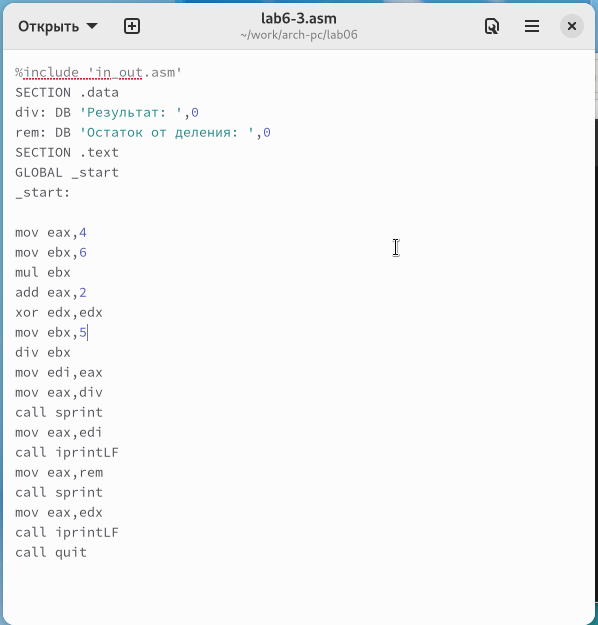 Открыть
lab6-3.asm
~/work/arch-pc/lab06
%include 'in_out.asm'
SECTION .data
div: DB 'Результат: ',0
rem: DB 'Остаток от деления: ',0
SECTION .text
GLOBAL _start
_start:
mov eax,4
mov ebx,6
mul ebx
add eax,2
xor edx,edx
mov ebx,5
div ebx
mov edi,eax
mov eax,div
call sprint
mov eax,edi
call iprintLF
mov eax,rem
call sprint
mov eax,edx
call iprintLF
call quit